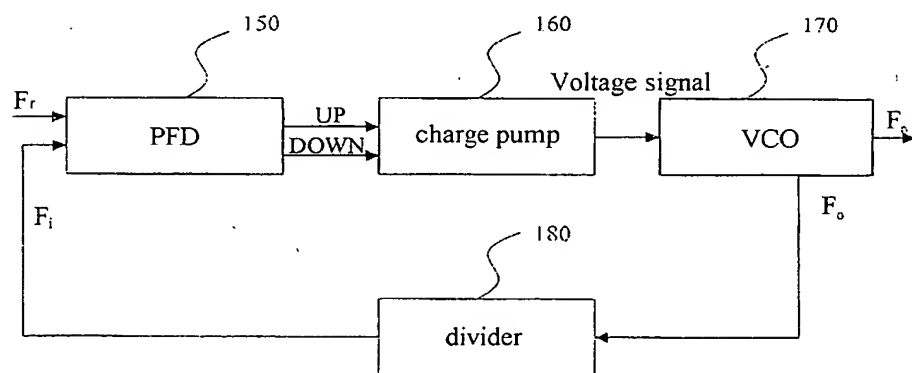 150
160
170
Voltage signal
Fr
PFD
UP
DOWN
charge pump
VCO
Fo
Fi
Fo
180
divider